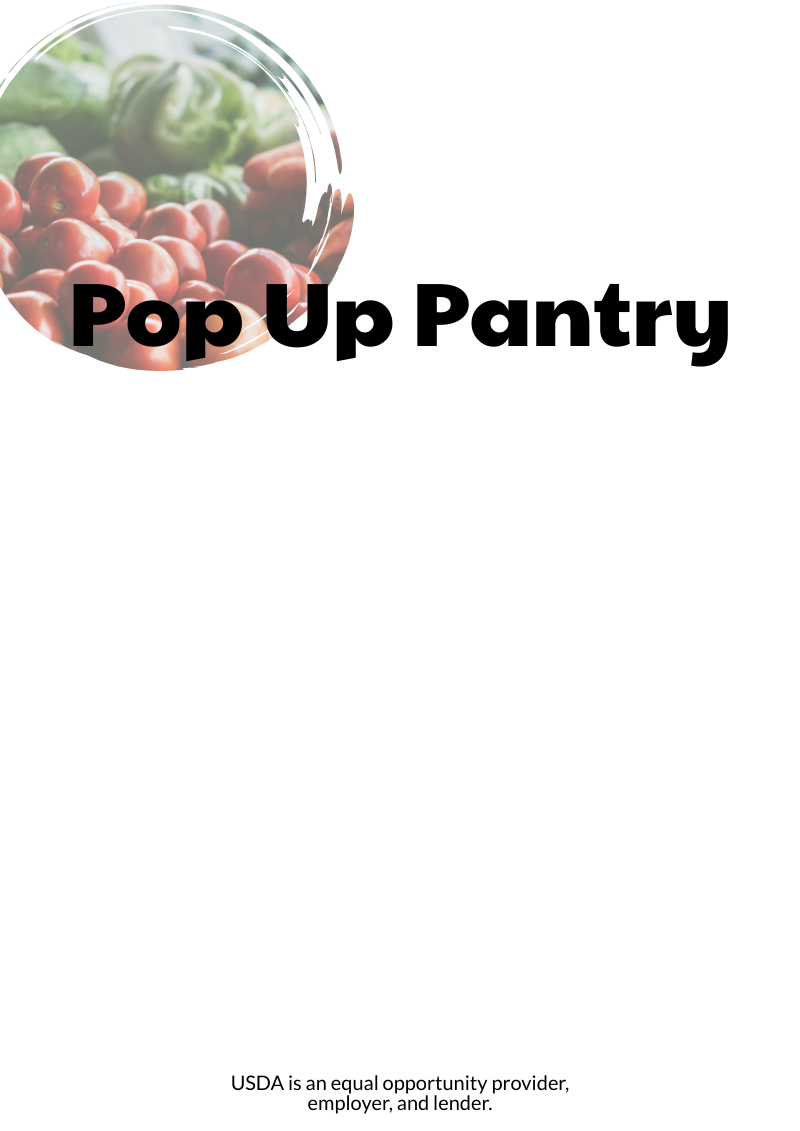 Pop Up Pantry
USDA is an equal opportunity provider,
employer, and lender.